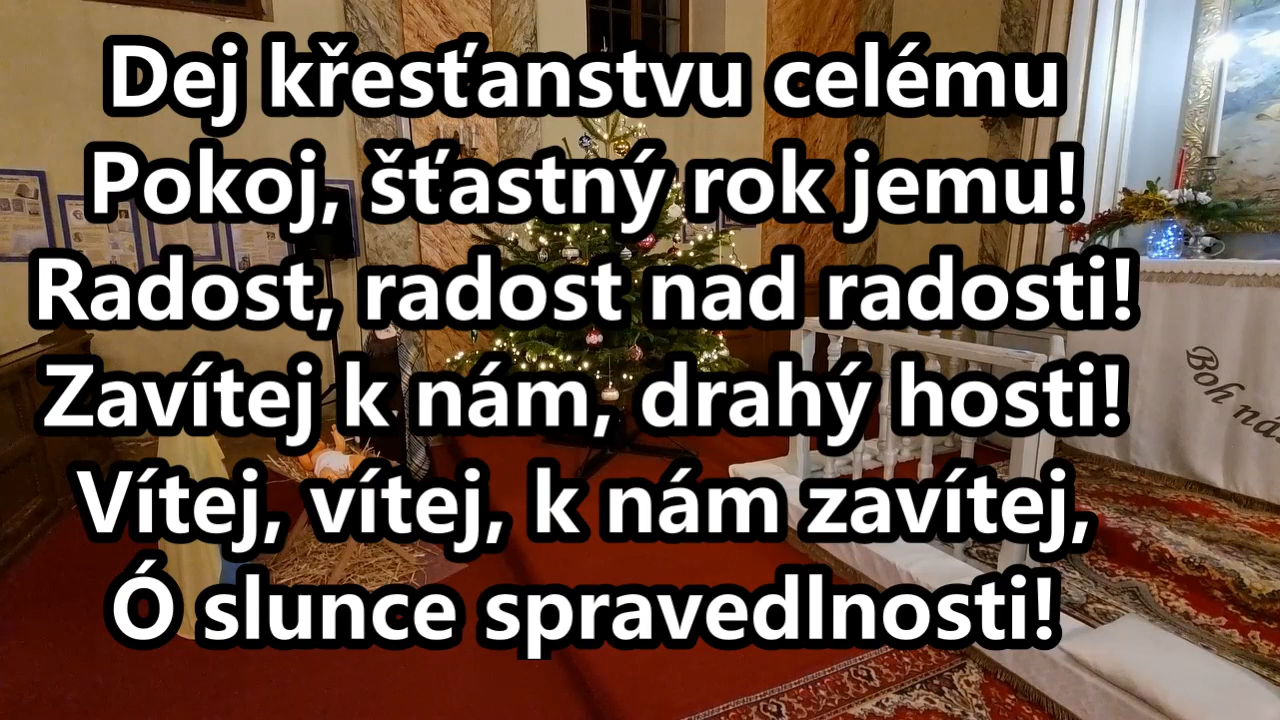 Dej křesťanstvu celému
Pokoj, šťastný rok jemu!
Radost, radost nad radosti!
Zavítej k nám, drahý hosti!
Vítej, vítej, k nám zavítej,
Ó slunce spravedlnosti!
Boh